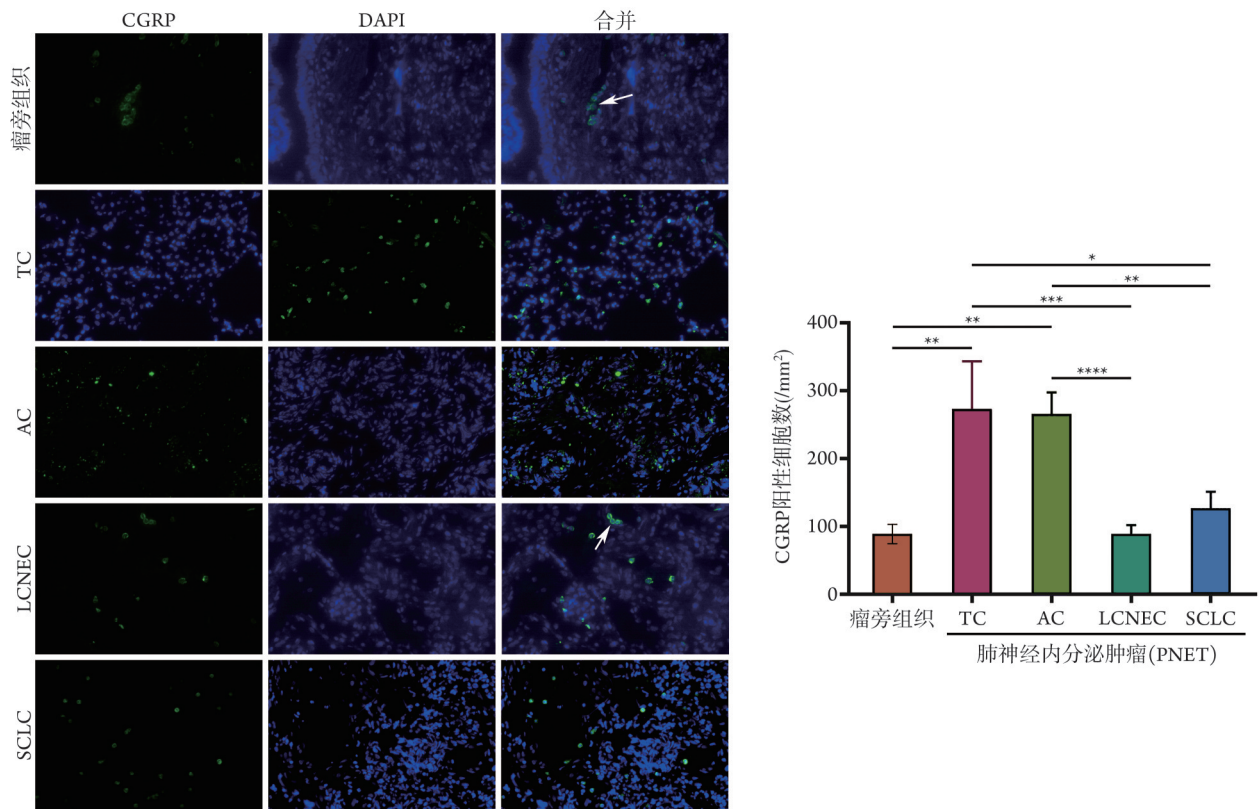 CGRP
DAPI
合并
瘤旁组织
TC
AC
LCNEC
SCLC
*
**
***
**
**
****
CGRP阳性细胞数(/mm²)
400
300
200
100
0
瘤旁组织
TC
AC
LCNEC
SCLC
肺神经内分泌肿瘤(PNET)